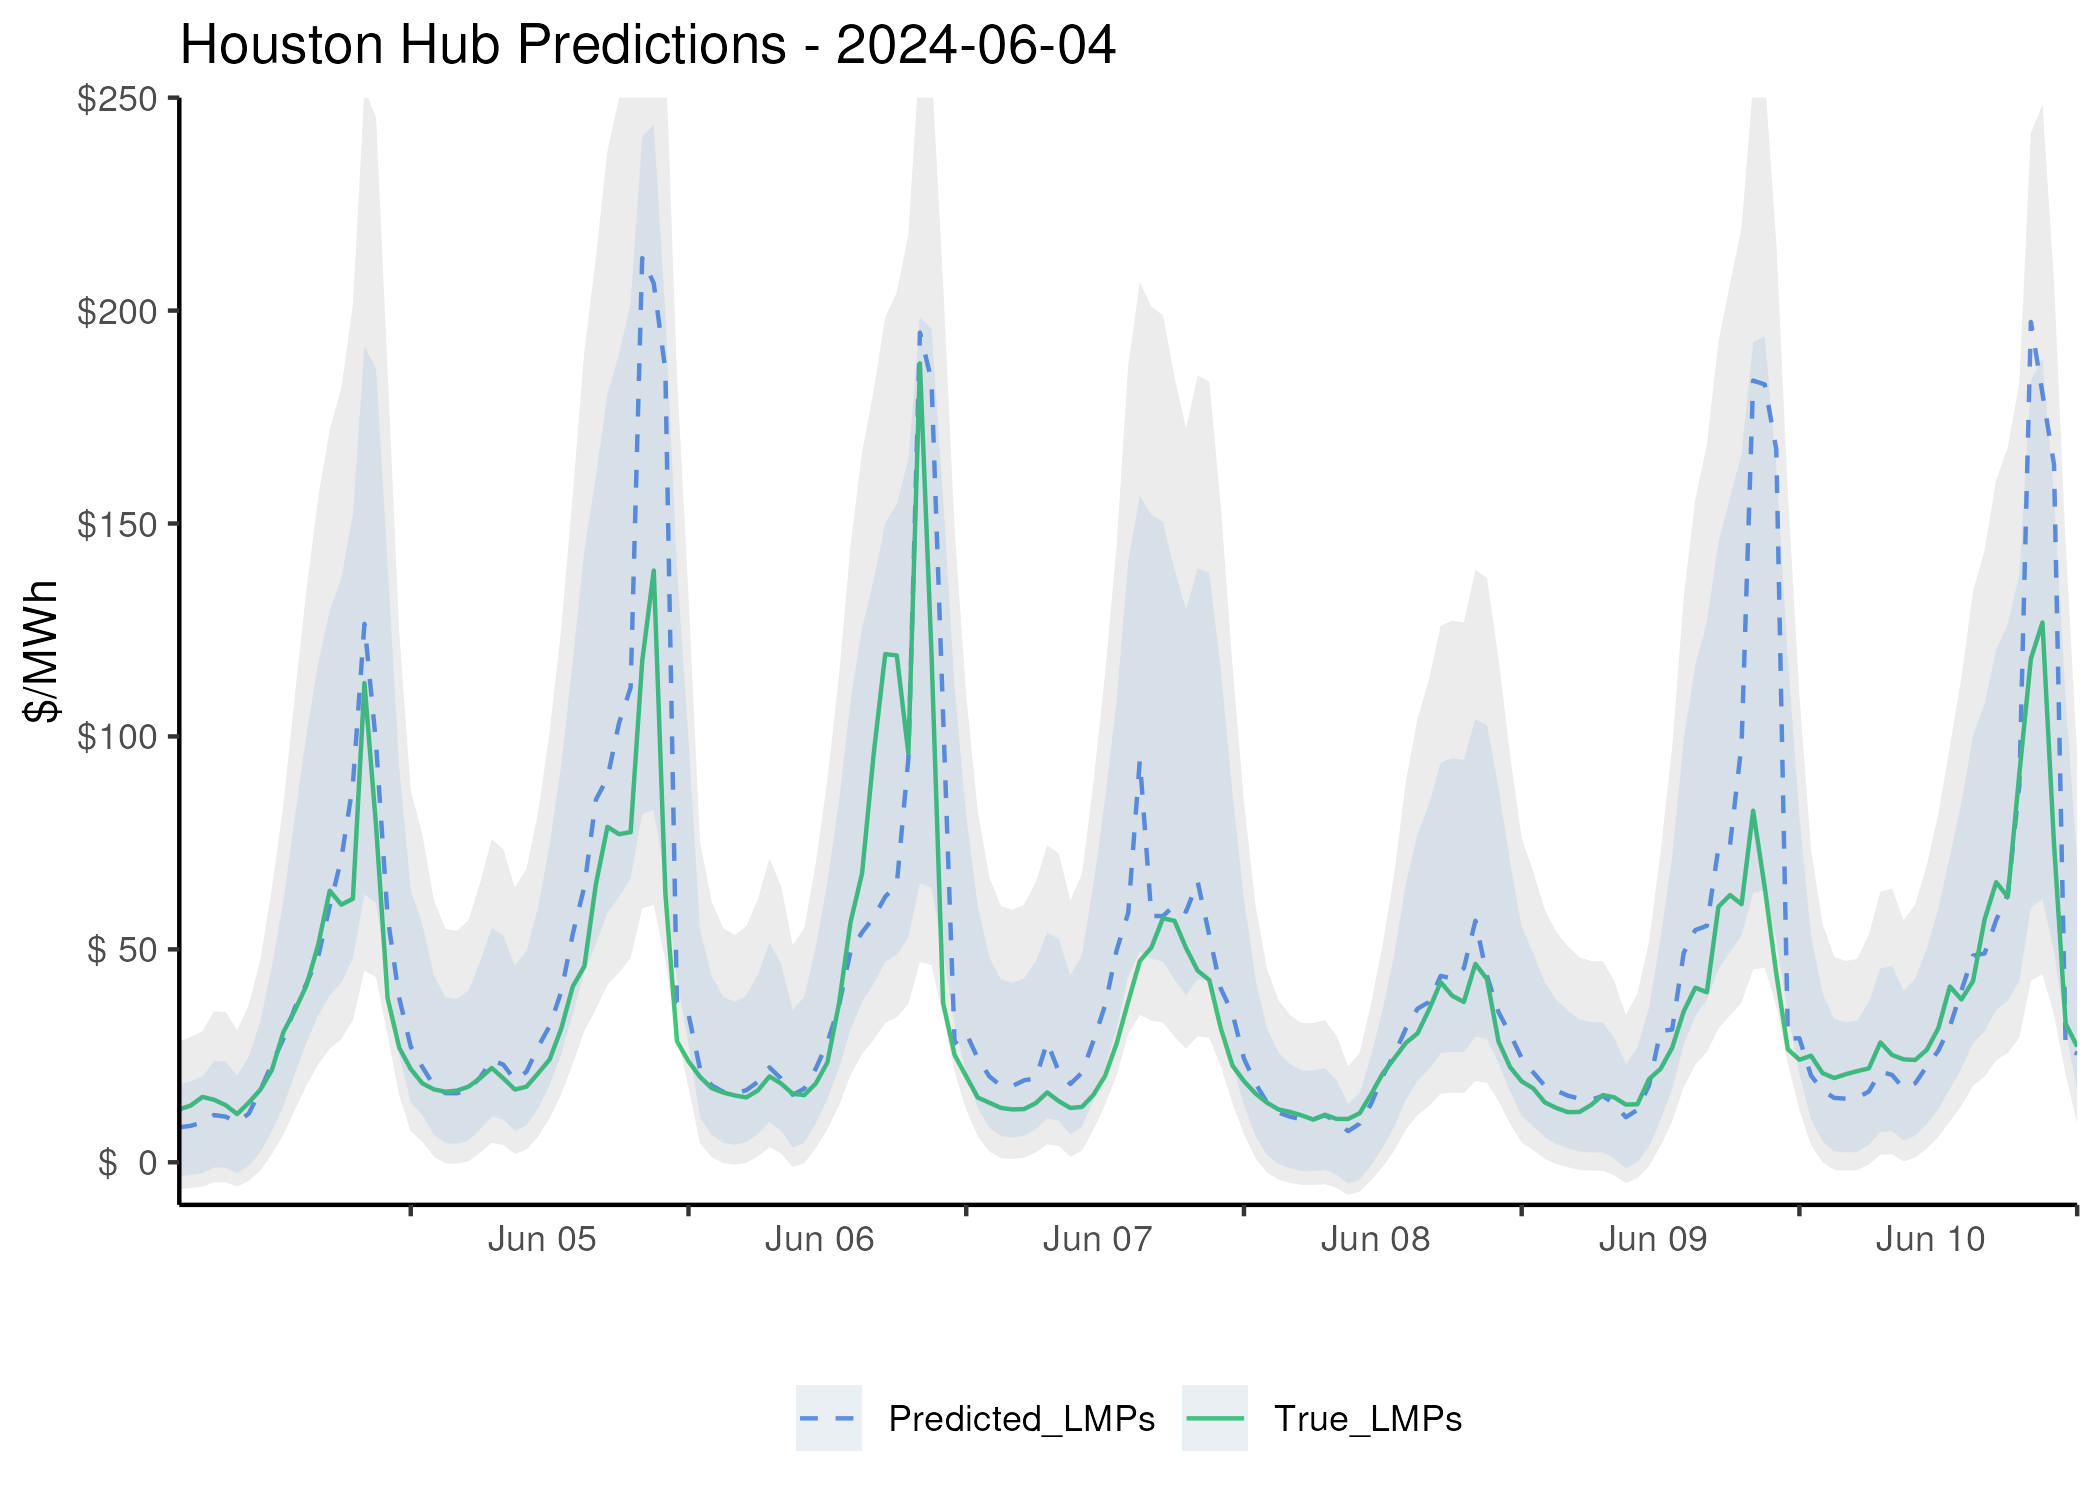 Houston Hub Predictions - 2024-06-04
$250
$200
$150
$100
$ 50
$ 0
$/MWh
Jun 05
Jun 06
Jun 07
Jun 08
Jun 09
Jun 10
Predicted_LMPs
True_LMPs